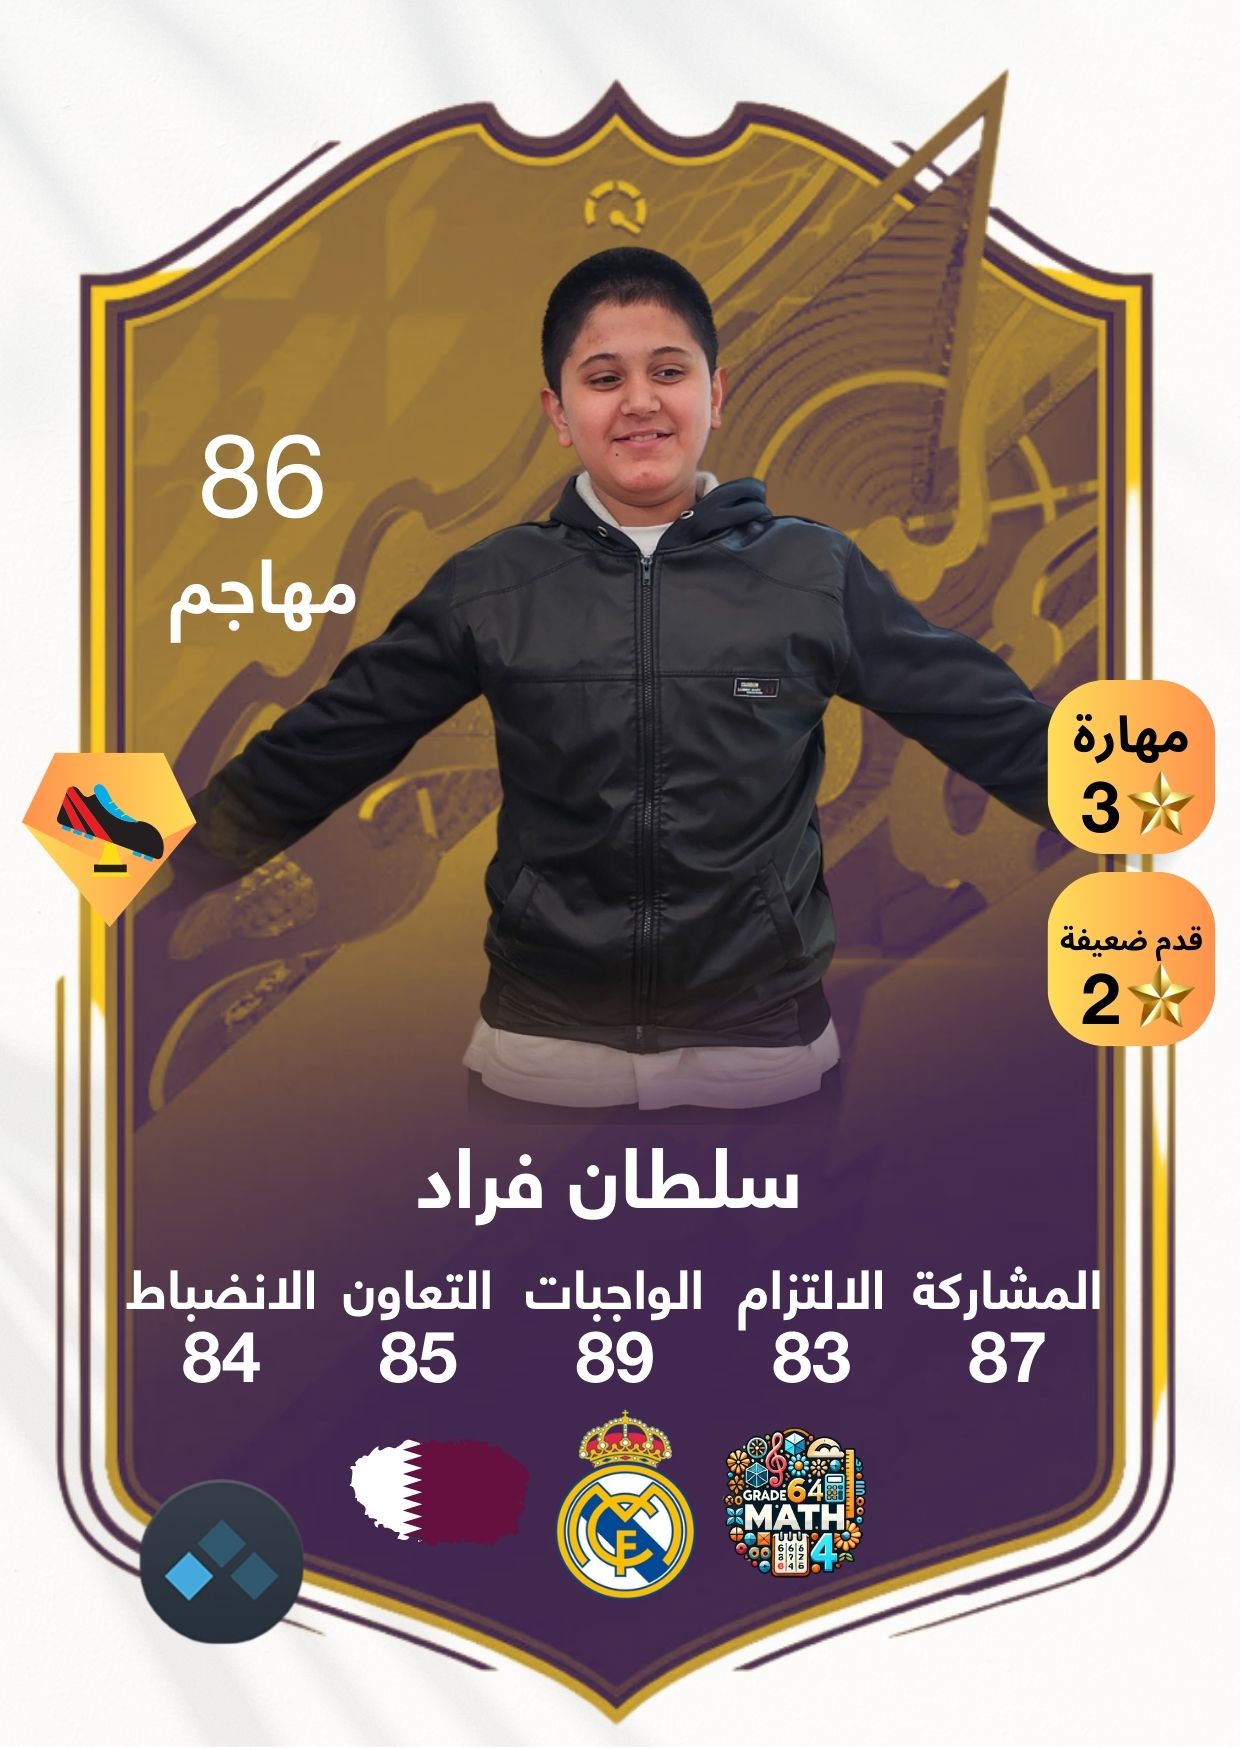 86
مهاجم
مهارة
3
قدم ضعيفة
2
سلطان فراد
المشاركة الالتزام الواجبات التعاون الانضباط
87 83 89 85 84
GRADE 64
MATH
4